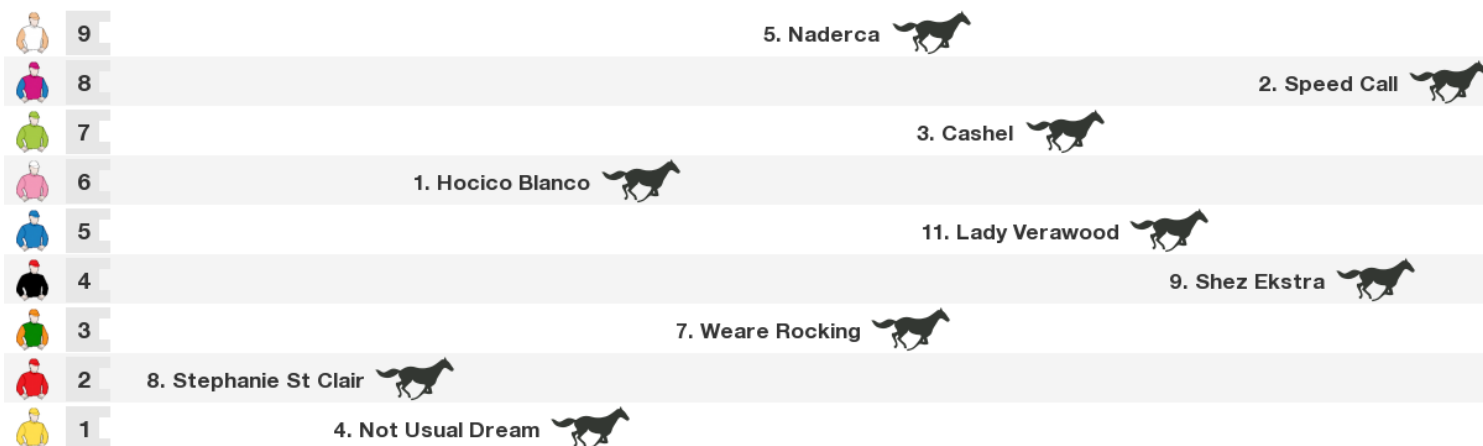 9 5. Naderca
8 2. Speed Call
7 3. Cashel
6 1. Hocico Blanco
5 11. Lady Verawood
4 9. Shez Ekstra
3 7. Weare Rocking
2 8. Stephanie St Clair
1 4. Not Usual Dream